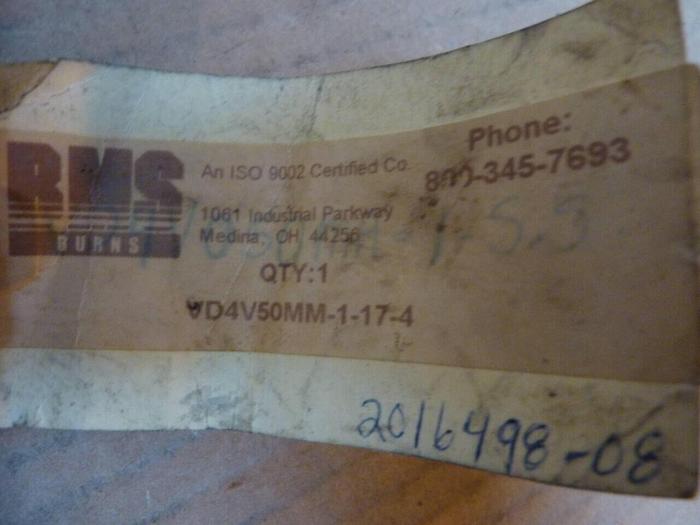 RMS
BURNS
An ISO 9002 Certified Co.
Phone:
800-345-7693
1061 Industrial Parkway
Medina, OH 44256
QTY:1
VD4V50MM-1-17-4
2016498-08